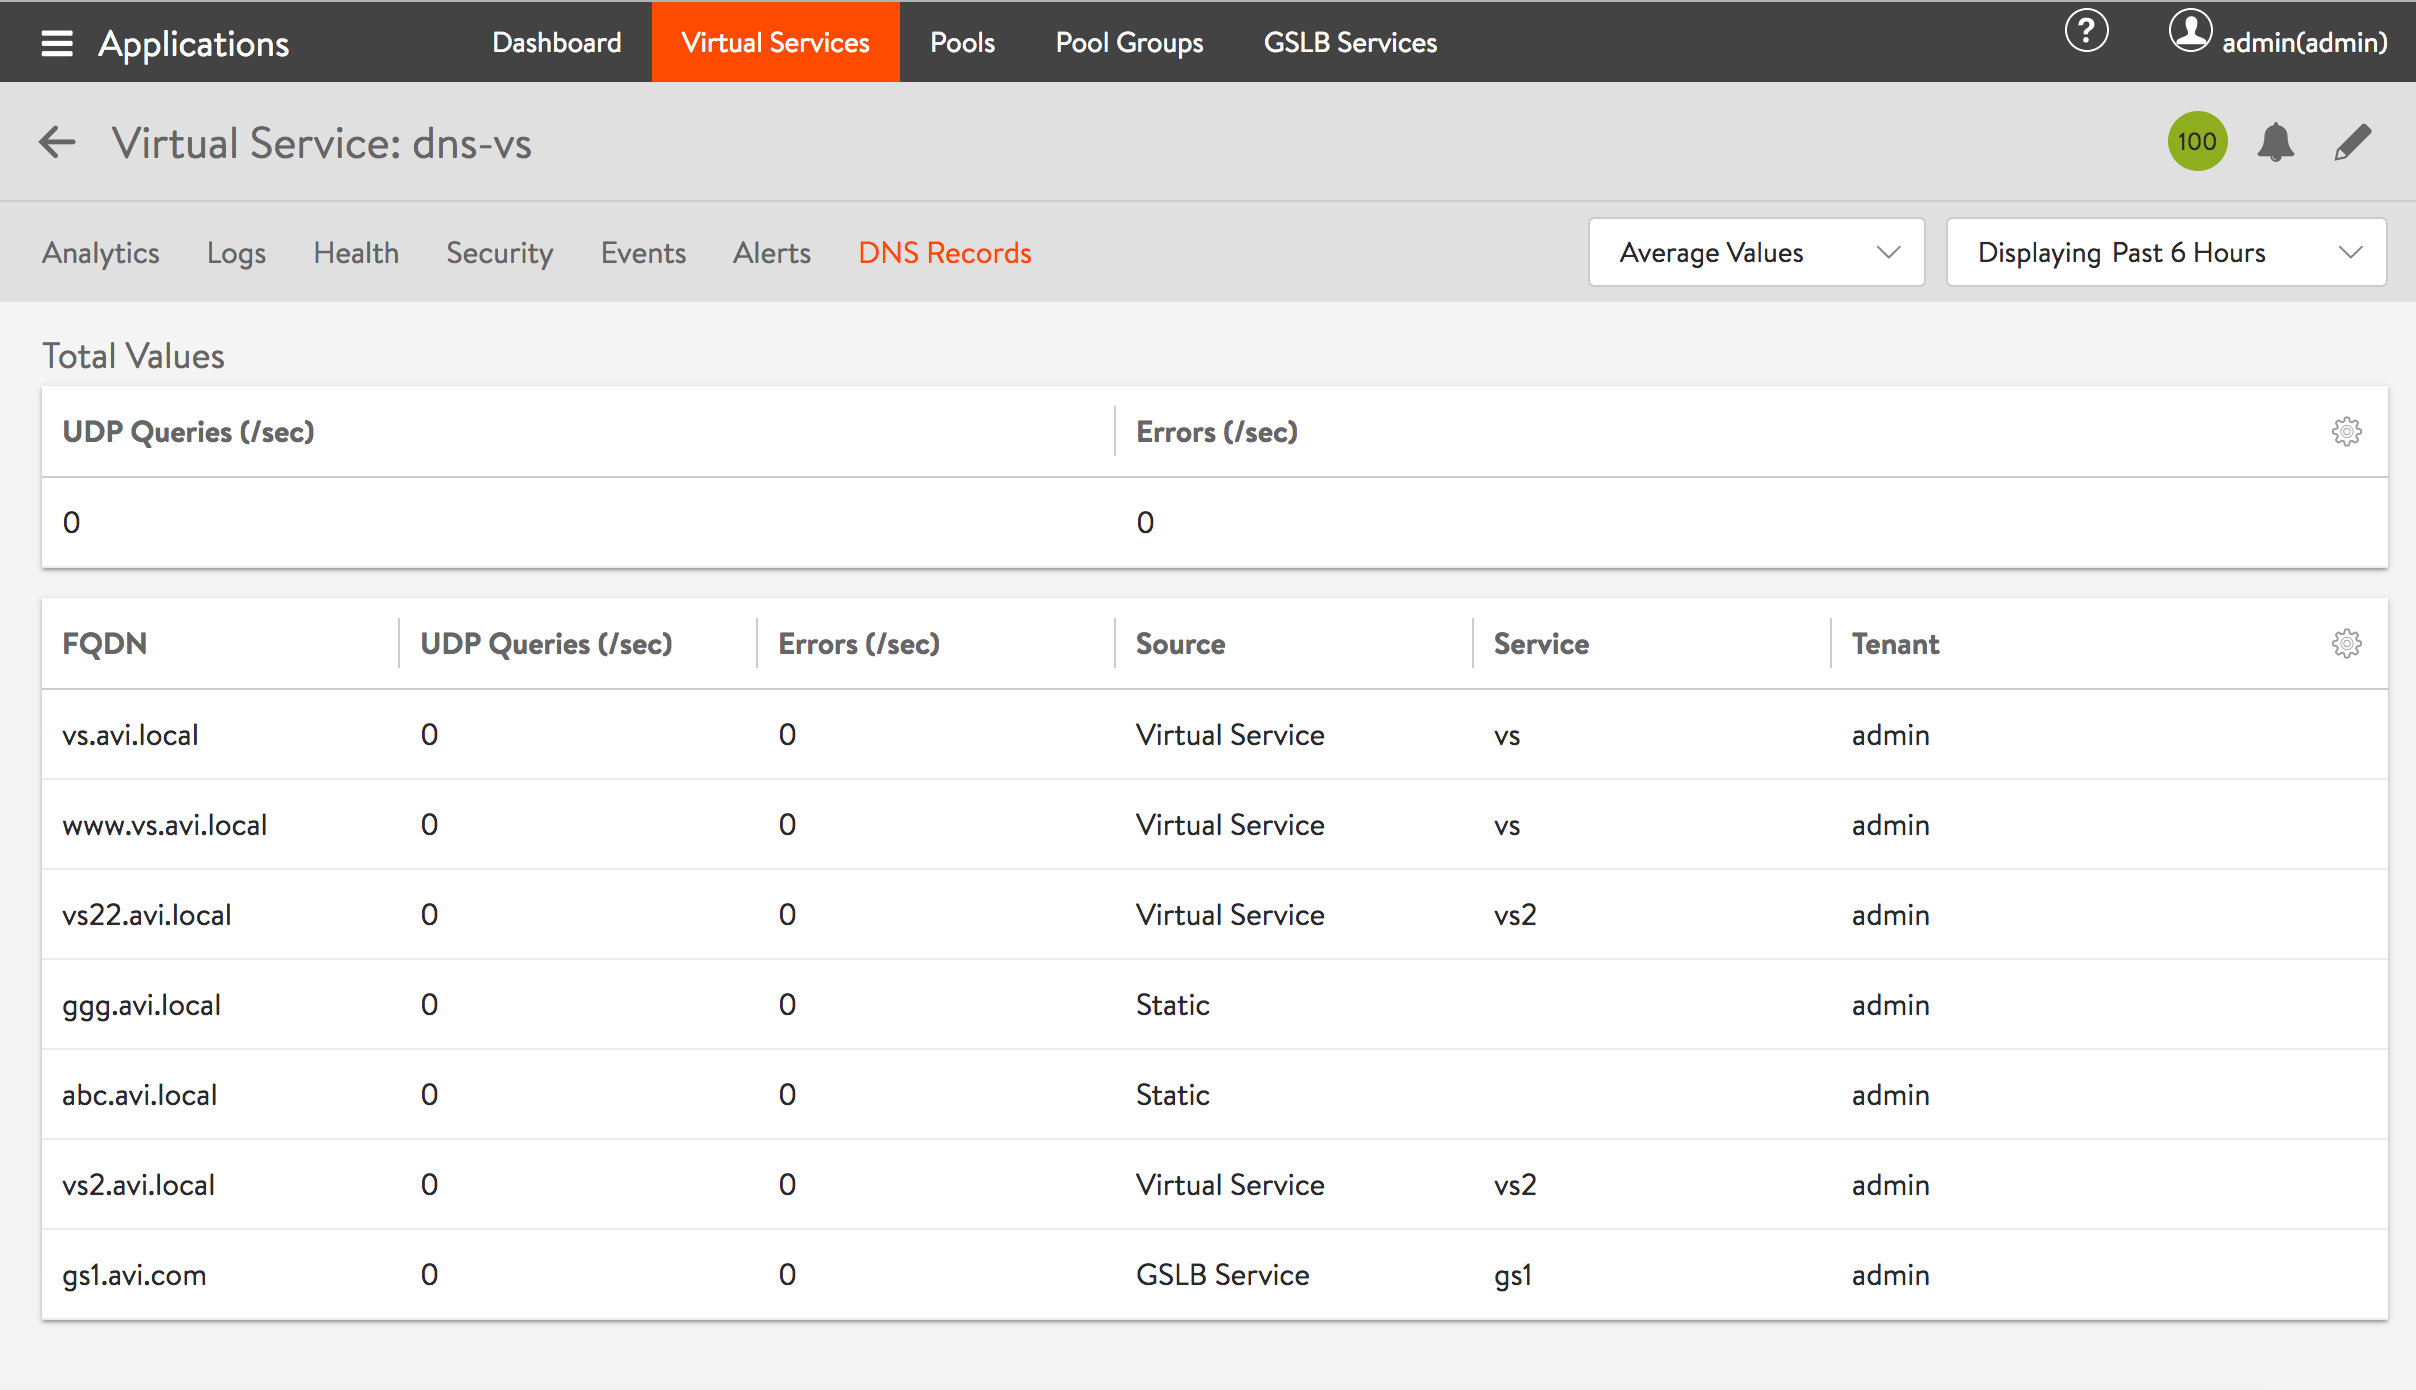 Applications Dashboard Virtual Services Pools Pool Groups GSLB Services ? admin(admin)
Virtual Service: dns-vs 100
Analytics Logs Health Security Events Alerts DNS Records Average Values Displaying Past 6 Hours
Total Values
UDP Queries (/sec) Errors (/sec)
0 0
FQDN UDP Queries (/sec) Errors (/sec) Source Service Tenant
vs.avi.local 0 0 Virtual Service vs admin
www.vs.avi.local 0 0 Virtual Service vs admin
vs22.avi.local 0 0 Virtual Service vs2 admin
ggg.avi.local 0 0 Static admin
abc.avi.local 0 0 Static admin
vs2.avi.local 0 0 Virtual Service vs2 admin
gs1.avi.com 0 0 GSLB Service gs1 admin